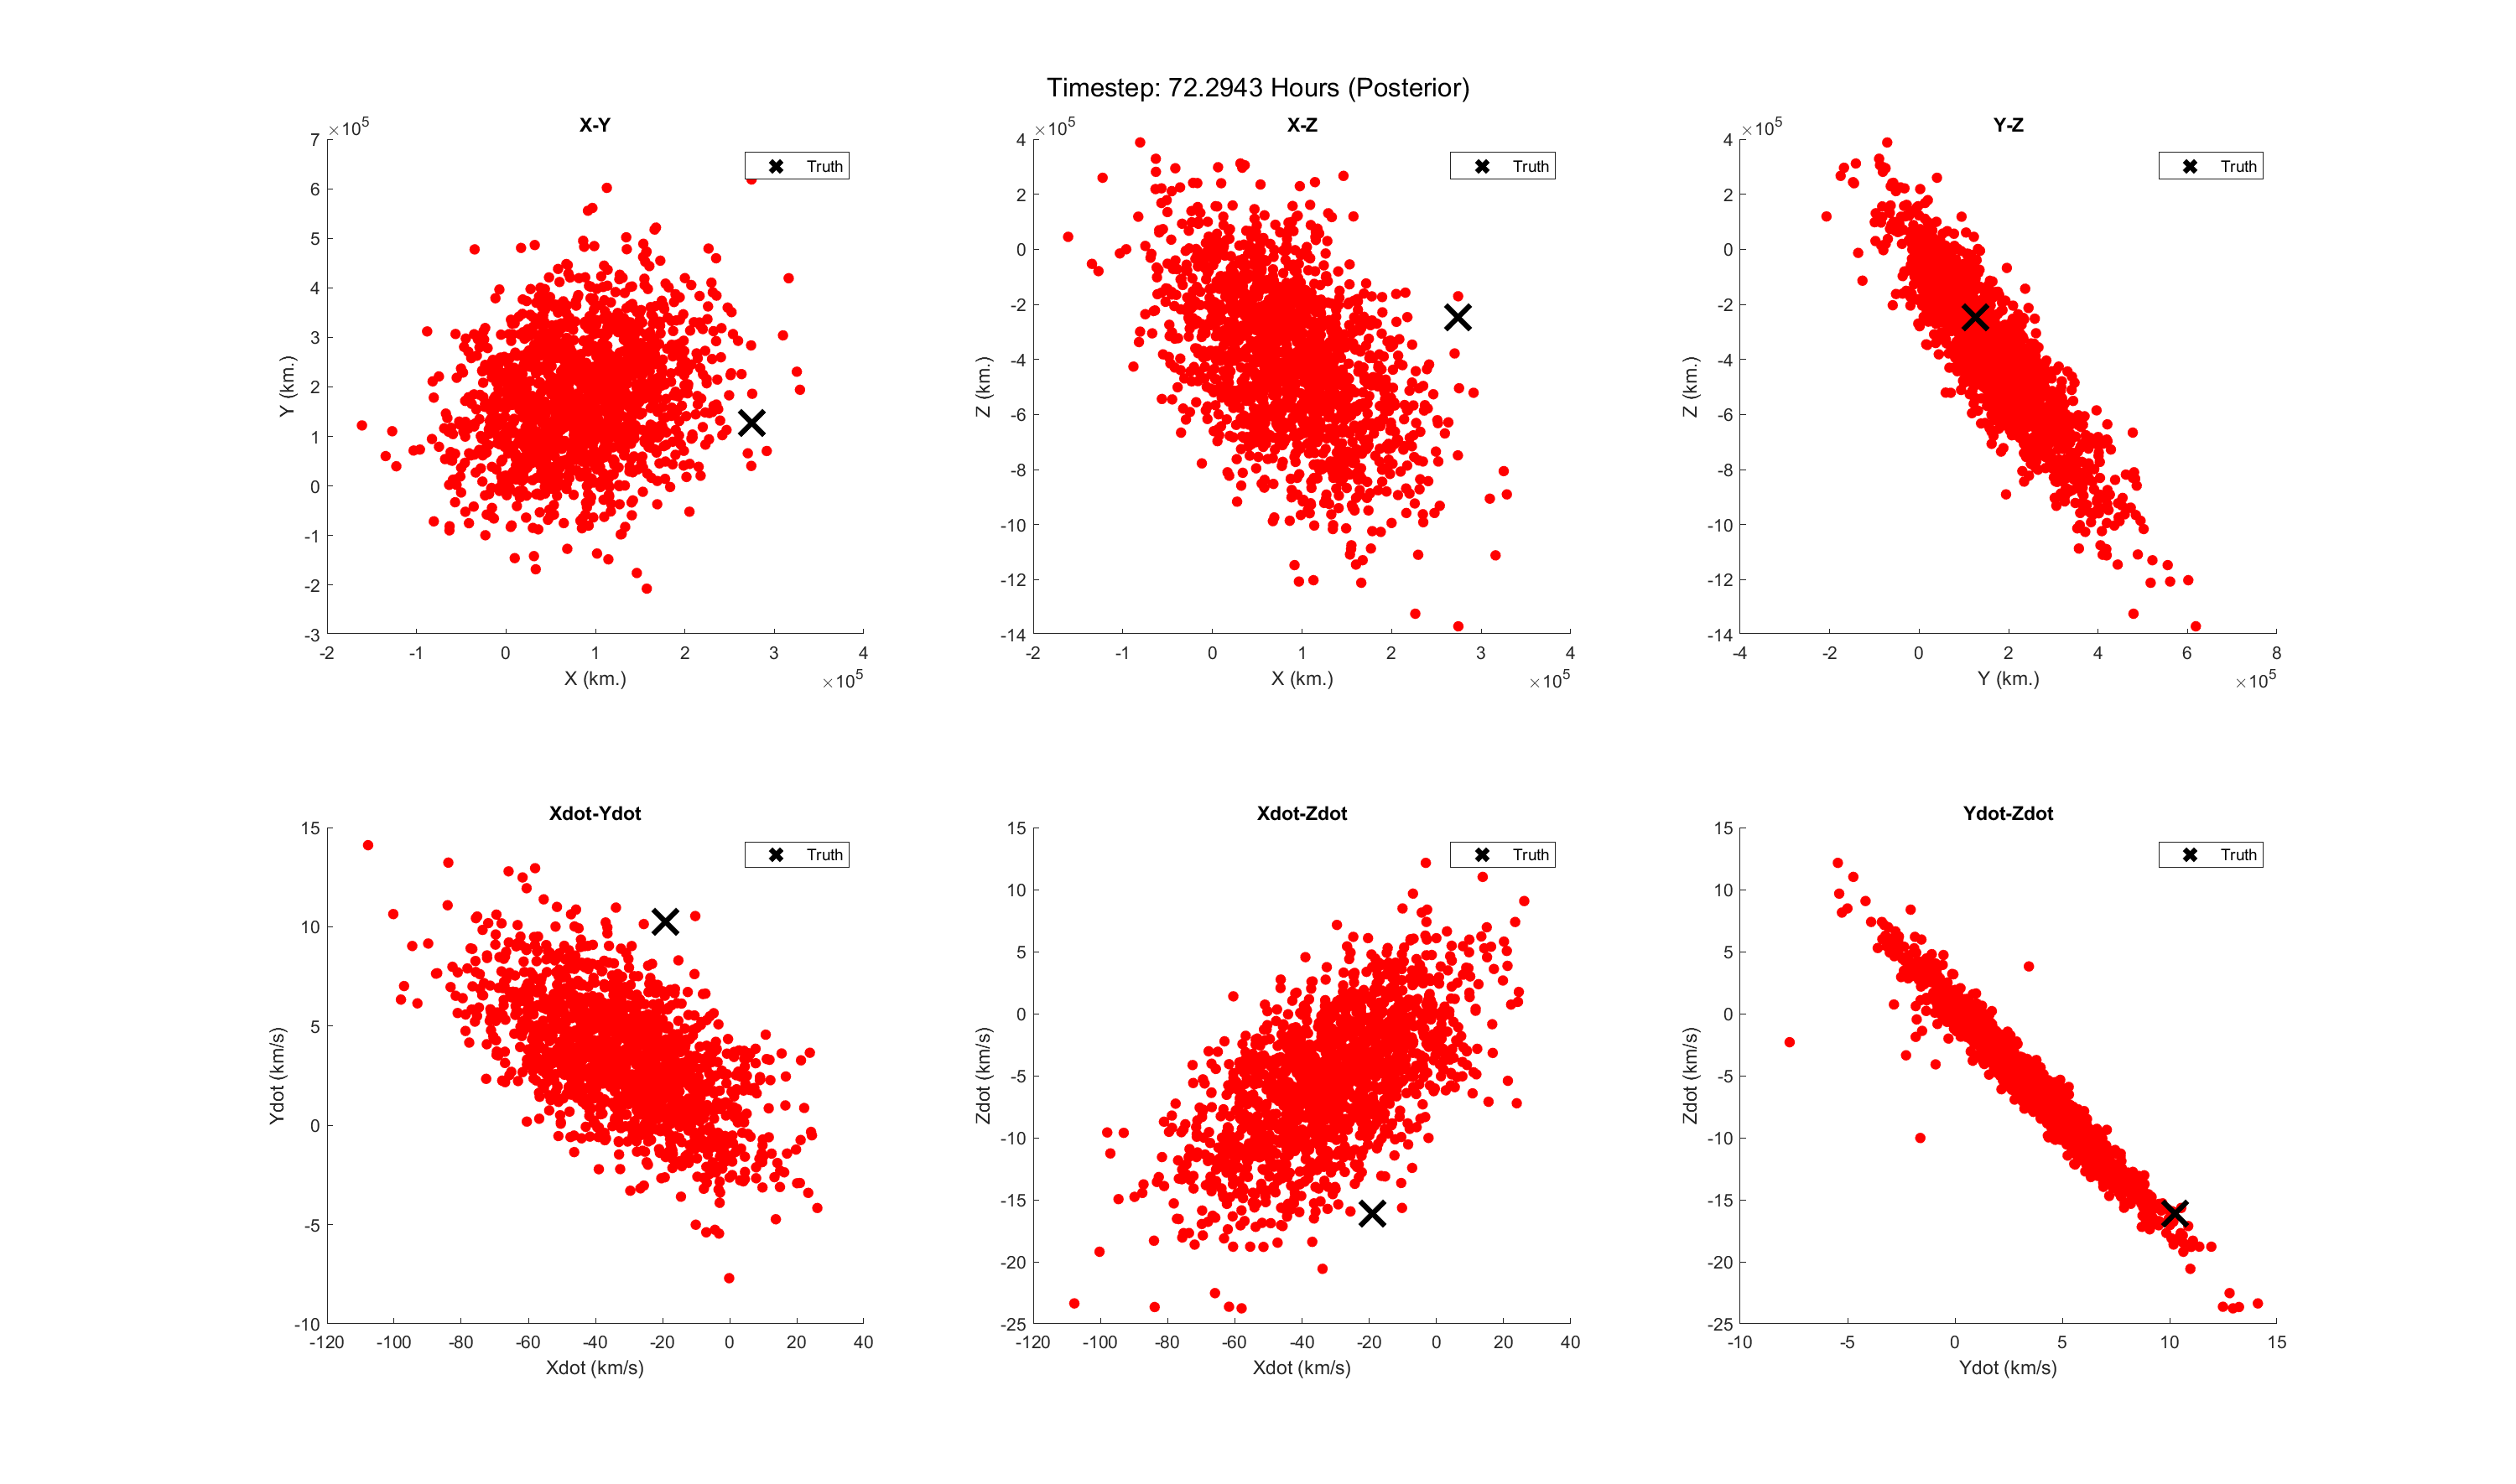 Timestep: 72.2943 Hours (Posterior)
X-Y
×10^5
7
6
5
4
3
2
1
0
-1
-2
-3
Y (km.)
Truth
-2 -1 0 1 2 3 4
X (km.)
×10^5
X-Z
×10^5
4
2
0
-2
-4
-6
-8
-10
-12
-14
Z (km.)
Truth
-2 -1 0 1 2 3 4
X (km.)
×10^5
Y-Z
×10^5
4
2
0
-2
-4
-6
-8
-10
-12
-14
Z (km.)
Truth
-4 -2 0 2 4 6 8
Y (km.)
×10^5
Xdot-Ydot
15
10
5
0
-5
-10
Ydot (km/s)
Truth
-120 -100 -80 -60 -40 -20 0 20 40
Xdot (km/s)
Xdot-Zdot
15
10
5
0
-5
-10
-15
-20
-25
Zdot (km/s)
Truth
-120 -100 -80 -60 -40 -20 0 20 40
Xdot (km/s)
Ydot-Zdot
15
10
5
0
-5
-10
-15
-20
-25
Zdot (km/s)
Truth
-10 -5 0 5 10 15
Ydot (km/s)